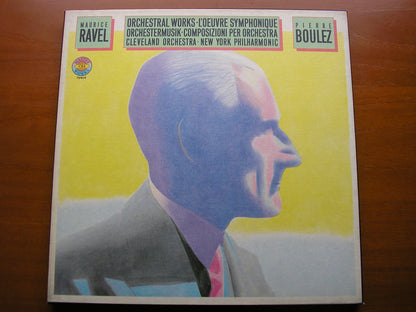 MAURICE
RAVEL
ORCHESTRAL WORKS·L'OEUVRE SYMPHONIQUE
ORCHESTERMUSIK·COMPOSIZIONI PER ORCHESTRA
CLEVELAND ORCHESTRA·NEW YORK PHILHARMONIC
PIERRE
BOULEZ